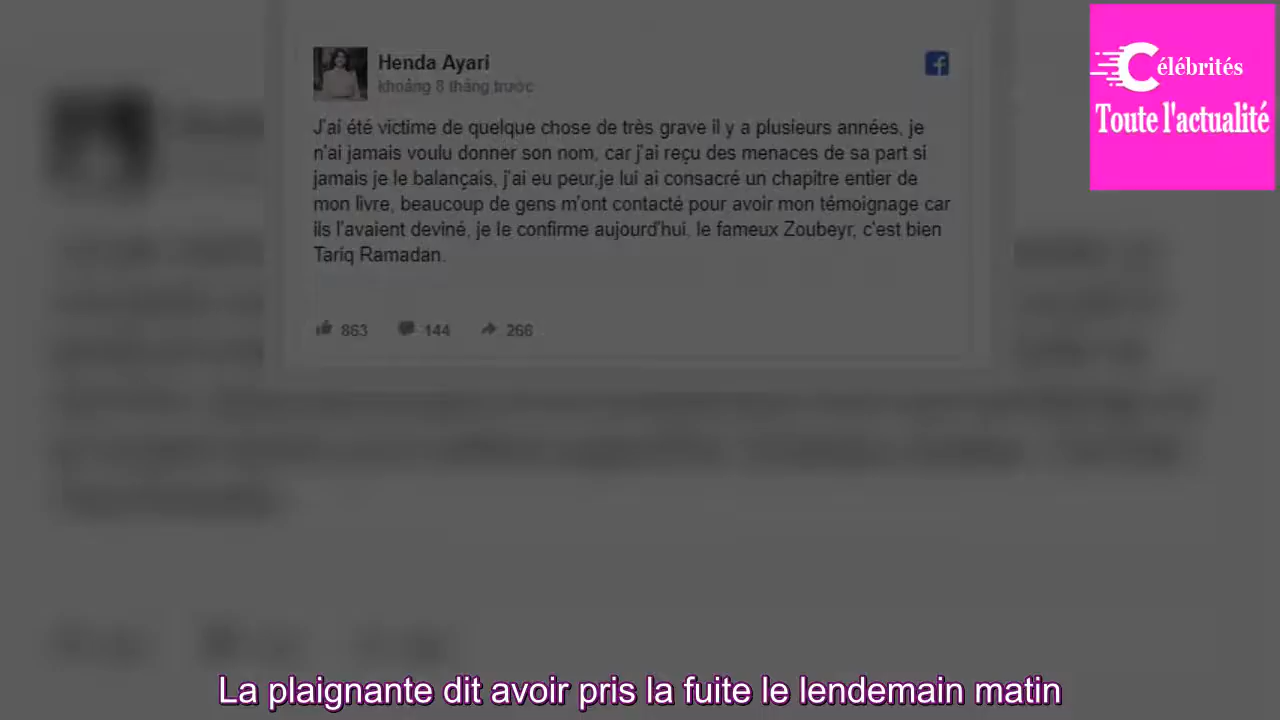 Henda Ayari
khoảng 8 tháng trước
J'ai été victime de quelque chose de très grave il y a plusieurs années, je
n'ai jamais voulu donner son nom, car j'ai reçu des menaces de sa part si
jamais je le balançais, j'ai eu peur,je lui ai consacré un chapitre entier de
mon livre, beaucoup de gens m'ont contacté pour avoir mon témoignage car
ils l'avaient deviné, je le confirme aujourd'hui, le fameux Zoubeyr, c'est bien
Tariq Ramadan.
863 144 266
Célébrités
Toute l'actualité
La plaignante dit avoir pris la fuite le lendemain matin